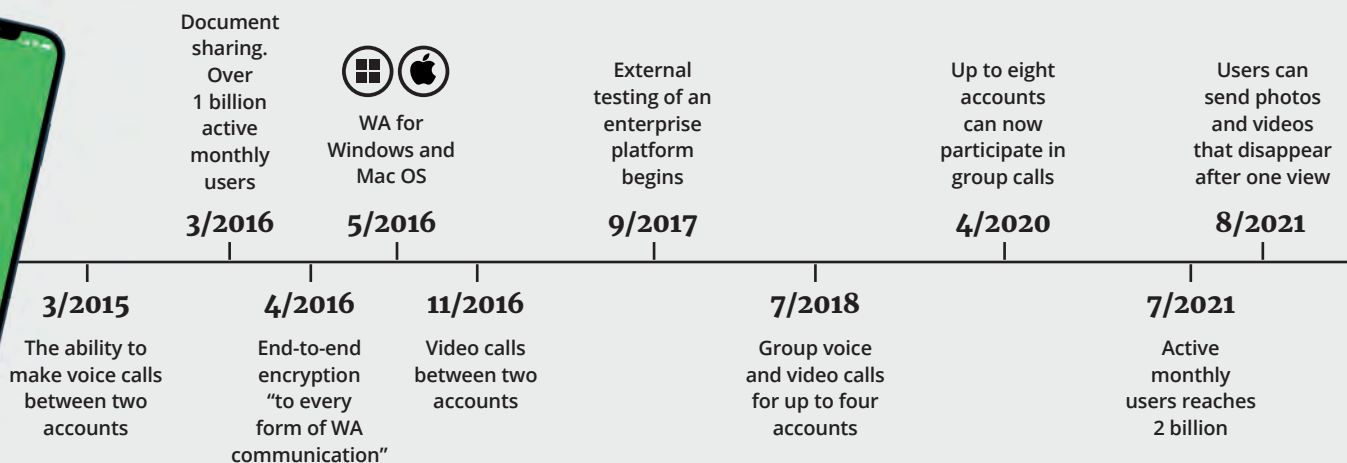 Document
sharing.
Over
1 billion
active
monthly
users
3/2016
WA for
Windows and
Mac OS
5/2016
External
testing of an
enterprise
platform
begins
9/2017
Up to eight
accounts
can now
participate in
group calls
4/2020
Users can
send photos
and videos
that disappear
after one view
8/2021
3/2015
The ability to
make voice calls
between two
accounts
4/2016
End-to-end
encryption
“to every
form of WA
communication”
11/2016
Video calls
between two
accounts
7/2018
Group voice
and video calls
for up to four
accounts
7/2021
Active
monthly
users reaches
2 billion